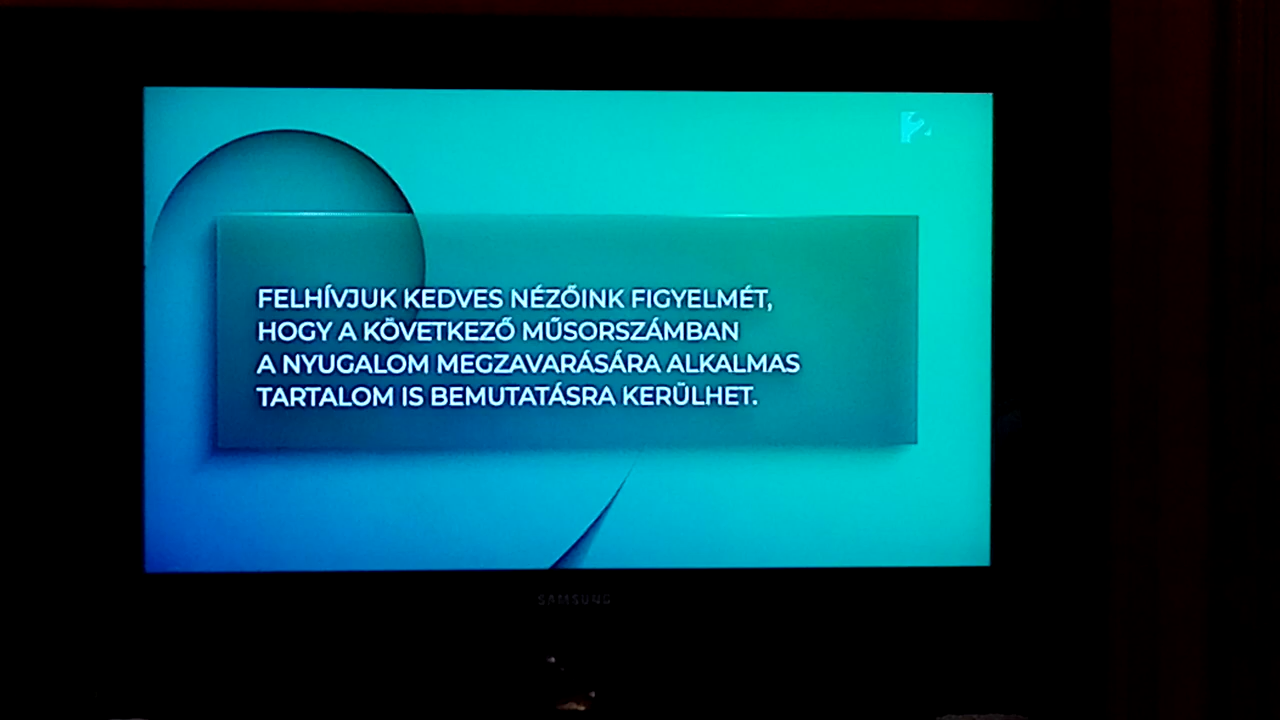 FELHÍVJUK KEDVES NÉZŐINK FIGYELMÉT,
HOGY A KÖVETKEZŐ MŰSORSZÁMBAN
A NYUGALOM MEGZAVARÁSÁRA ALKALMAS
TARTALOM IS BEMUTATÁSRA KERÜLHET.
SAMSUNG